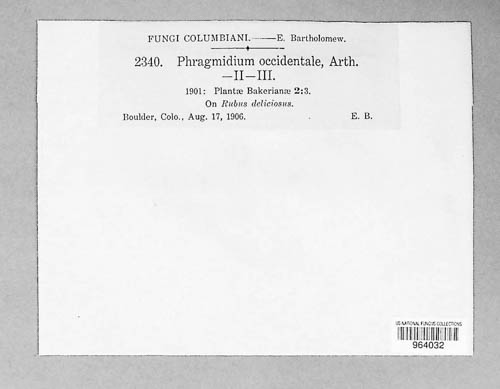 FUNGI COLUMBIANI.——E. Bartholomew.
2340. Phragmidium occidentale, Arth.
—II—III.
1901: Plantæ Bakerianæ 2:3.
On Rubus deliciosus.
Boulder, Colo., Aug. 17, 1906. E. B.
US NATIONAL FUNGUS COLLECTIONS
964032